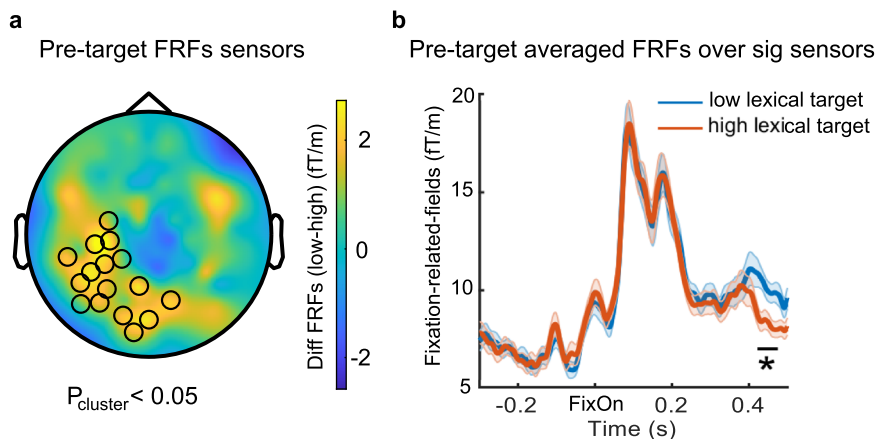 a
Pre-target FRFs sensors
Diff FRFs (low-high) (fT/m)
2
0
-2
Pcluster< 0.05
b
Pre-target averaged FRFs over sig sensors
low lexical target
high lexical target
Fixation-related-fields (fT/m)
20
15
10
5
*
-0.2
FixOn
0.2
0.4
Time (s)